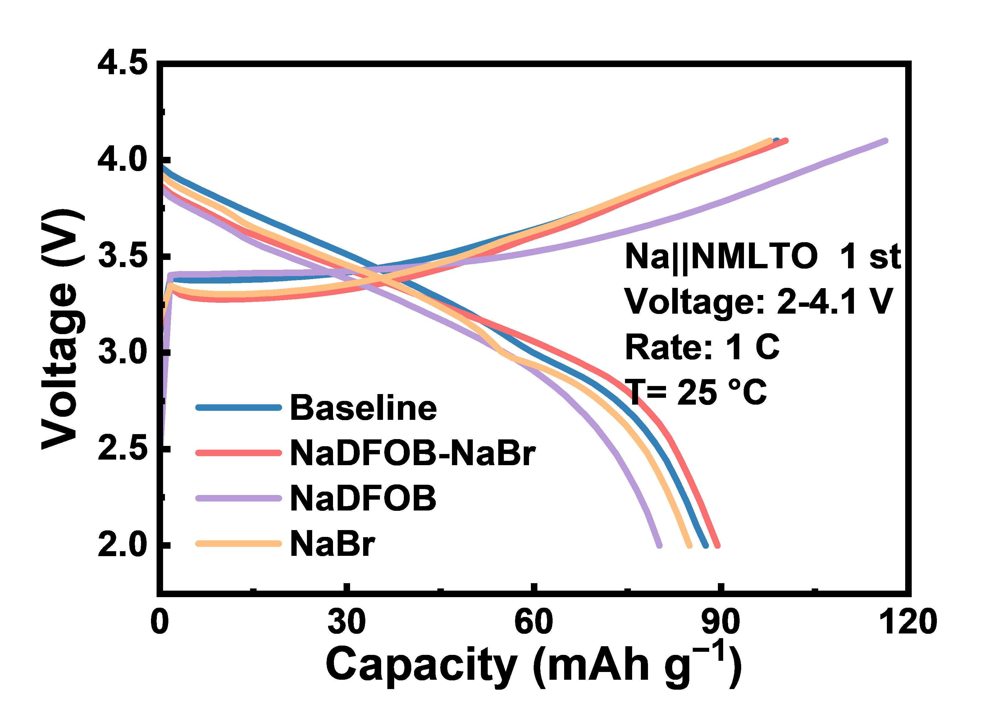 4.5
4.0
3.5
3.0
2.5
2.0
Voltage (V)
Na||NMLTO 1 st
Voltage: 2-4.1 V
Rate: 1 C
T= 25 °C
Baseline
NaDFOB-NaBr
NaDFOB
NaBr
0 30 60 90 120
Capacity (mAh g⁻¹)